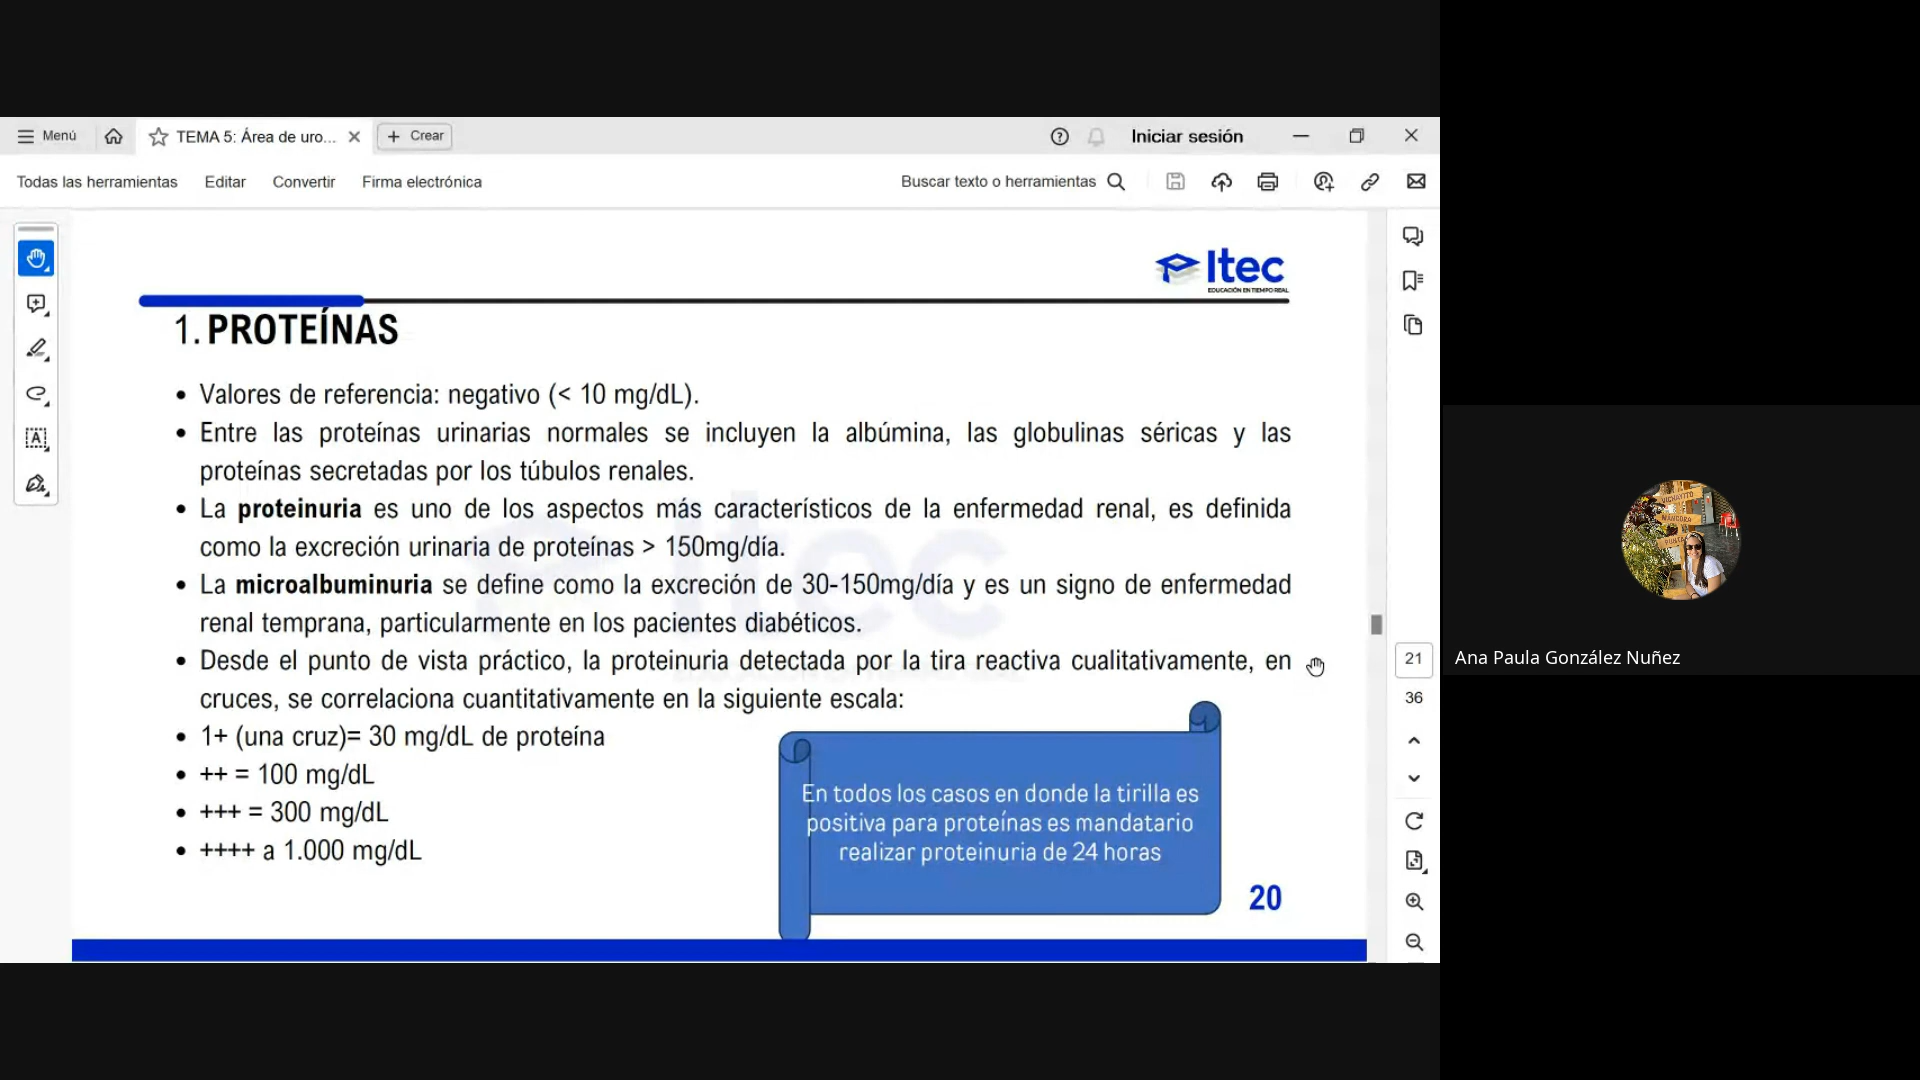 Menú
TEMA 5: Área de uro...
Crear
Iniciar sesión
Todas las herramientas
Editar
Convertir
Firma electrónica
Buscar texto o herramientas
Itec
EDUCACIÓN EN TIEMPO REAL
1. PROTEÍNAS
• Valores de referencia: negativo (< 10 mg/dL).
• Entre las proteínas urinarias normales se incluyen la albúmina, las globulinas séricas y las
proteínas secretadas por los túbulos renales.
• La proteinuria es uno de los aspectos más característicos de la enfermedad renal, es definida
como la excreción urinaria de proteínas > 150mg/día.
• La microalbuminuria se define como la excreción de 30-150mg/día y es un signo de enfermedad
renal temprana, particularmente en los pacientes diabéticos.
• Desde el punto de vista práctico, la proteinuria detectada por la tira reactiva cualitativamente, en
cruces, se correlaciona cuantitativamente en la siguiente escala:
• 1+ (una cruz)= 30 mg/dL de proteína
• ++ = 100 mg/dL
• +++ = 300 mg/dL
• ++++ a 1.000 mg/dL
En todos los casos en donde la tirilla es
positiva para proteínas es mandatario
realizar proteinuria de 24 horas
20
Itec
21
36
Ana Paula González Nuñez